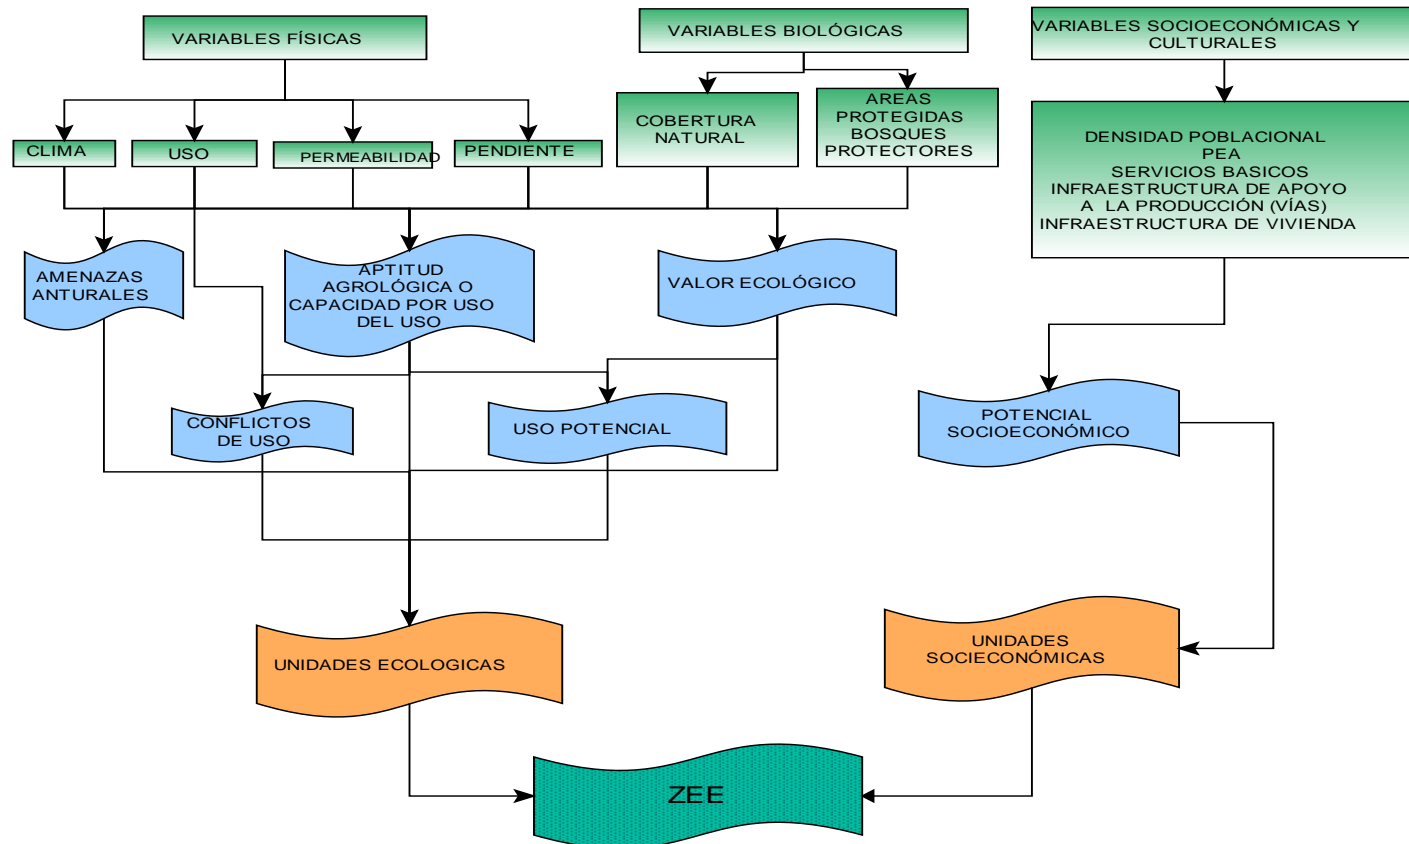 VARIABLES FÍSICAS
VARIABLES BIOLÓGICAS
VARIABLES SOCIOECONÓMICAS Y
CULTURALES
CLIMA
USO
PERMEABILIDAD
PENDIENTE
COBERTURA
NATURAL
AREAS
PROTEGIDAS
BOSQUES
PROTECTORES
DENSIDAD POBLACIONAL
PEA
SERVICIOS BASICOS
INFRAESTRUCTURA DE APOYO
A LA PRODUCCIÓN (VÍAS)
INFRAESTRUCTURA DE VIVIENDA
AMENAZAS
ANTURALES
APTITUD
AGROLÓGICA O
CAPACIDAD POR USO
DEL USO
VALOR ECOLÓGICO
CONFLICTOS
DE USO
USO POTENCIAL
POTENCIAL
SOCIOECONÓMICO
UNIDADES ECOLOGICAS
UNIDADES
SOCIECONÓMICAS
ZEE